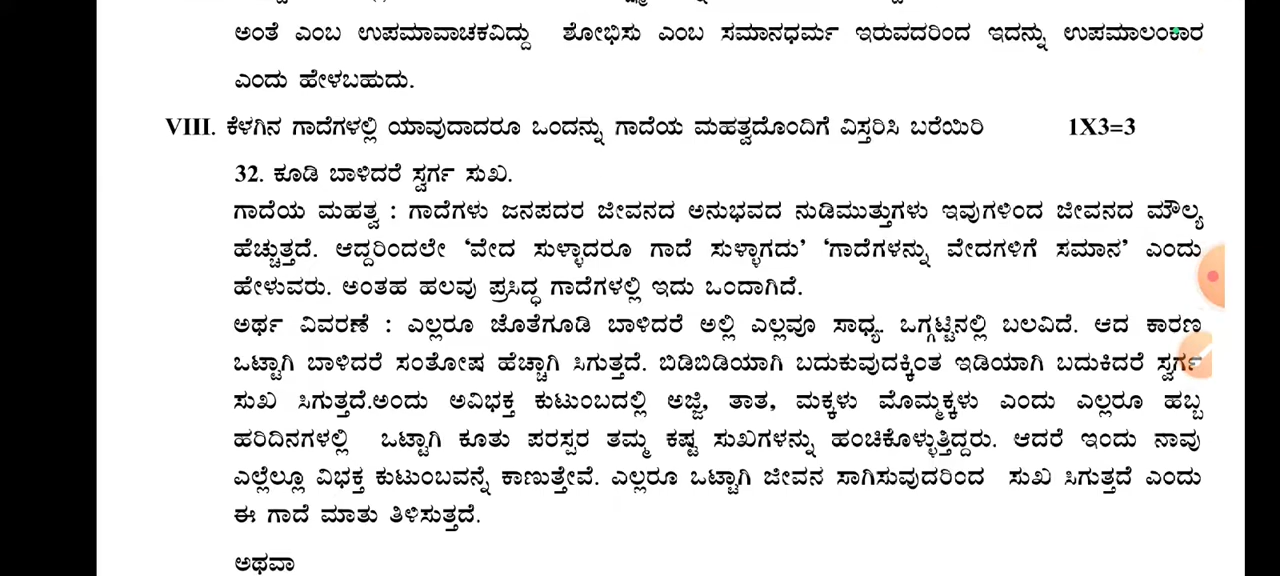 ಅಂತೆ ಎಂಬ ಉಪಮಾವಾಚಕವಿದ್ದು ಶೋಭಿಸು ಎಂಬ ಸಮಾನಧರ್ಮ ಇರುವದರಿಂದ ಇದನ್ನು ಉಪಮಾಲಂಕಾರ
ಎಂದು ಹೇಳಬಹುದು.
VIII. ಕೆಳಗಿನ ಗಾದೆಗಳಲ್ಲಿ ಯಾವುದಾದರೂ ಒಂದನ್ನು ಗಾದೆಯ ಮಹತ್ವದೊಂದಿಗೆ ವಿಸ್ತರಿಸಿ ಬರೆಯಿರಿ 1X3=3
32. ಕೂಡಿ ಬಾಳಿದರೆ ಸ್ವರ್ಗ ಸುಖ.
ಗಾದೆಯ ಮಹತ್ವ : ಗಾದೆಗಳು ಜನಪದರ ಜೀವನದ ಅನುಭವದ ನುಡಿಮುತ್ತುಗಳು ಇವುಗಳಿಂದ ಜೀವನದ ಮೌಲ್ಯ
ಹೆಚ್ಚುತ್ತದೆ. ಆದ್ದರಿಂದಲೇ ‘ವೇದ ಸುಳ್ಳಾದರೂ ಗಾದೆ ಸುಳ್ಳಾಗದು’ ‘ಗಾದೆಗಳನ್ನು ವೇದಗಳಿಗೆ ಸಮಾನ’ ಎಂದು
ಹೇಳುವರು. ಅಂತಹ ಹಲವು ಪ್ರಸಿದ್ಧ ಗಾದೆಗಳಲ್ಲಿ ಇದು ಒಂದಾಗಿದೆ.
ಅರ್ಥ ವಿವರಣೆ : ಎಲ್ಲರೂ ಜೊತೆಗೂಡಿ ಬಾಳಿದರೆ ಅಲ್ಲಿ ಎಲ್ಲವೂ ಸಾಧ್ಯ. ಒಗ್ಗಟ್ಟಿನಲ್ಲಿ ಬಲವಿದೆ. ಆದ ಕಾರಣ
ಒಟ್ಟಾಗಿ ಬಾಳಿದರೆ ಸಂತೋಷ ಹೆಚ್ಚಾಗಿ ಸಿಗುತ್ತದೆ. ಬಿಡಿಬಿಡಿಯಾಗಿ ಬದುಕುವುದಕ್ಕಿಂತ ಇಡಿಯಾಗಿ ಬದುಕಿದರೆ ಸ್ವರ್ಗ
ಸುಖ ಸಿಗುತ್ತದೆ.ಅಂದು ಅವಿಭಕ್ತ ಕುಟುಂಬದಲ್ಲಿ ಅಜ್ಜಿ, ತಾತ, ಮಕ್ಕಳು ಮೊಮ್ಮಕ್ಕಳು ಎಂದು ಎಲ್ಲರೂ ಹಬ್ಬ
ಹರಿದಿನಗಳಲ್ಲಿ ಒಟ್ಟಾಗಿ ಕೂತು ಪರಸ್ಪರ ತಮ್ಮ ಕಷ್ಟ ಸುಖಗಳನ್ನು ಹಂಚಿಕೊಳ್ಳುತ್ತಿದ್ದರು. ಆದರೆ ಇಂದು ನಾವು
ಎಲ್ಲೆಲ್ಲೂ ವಿಭಕ್ತ ಕುಟುಂಬವನ್ನೆ ಕಾಣುತ್ತೇವೆ. ಎಲ್ಲರೂ ಒಟ್ಟಾಗಿ ಜೀವನ ಸಾಗಿಸುವುದರಿಂದ ಸುಖ ಸಿಗುತ್ತದೆ ಎಂದು
ಈ ಗಾದೆ ಮಾತು ತಿಳಿಸುತ್ತದೆ.
ಅಥವಾ